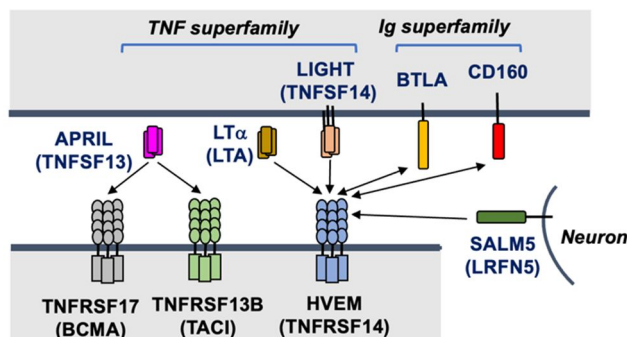 TNF superfamily
Ig superfamily
LIGHT
(TNFSF14)
BTLA
CD160
APRIL
(TNFSF13)
LTα
(LTA)
SALM5
(LRFN5)
Neuron
TNFRSF17
(BCMA)
TNFRSF13B
(TACI)
HVEM
(TNFRSF14)